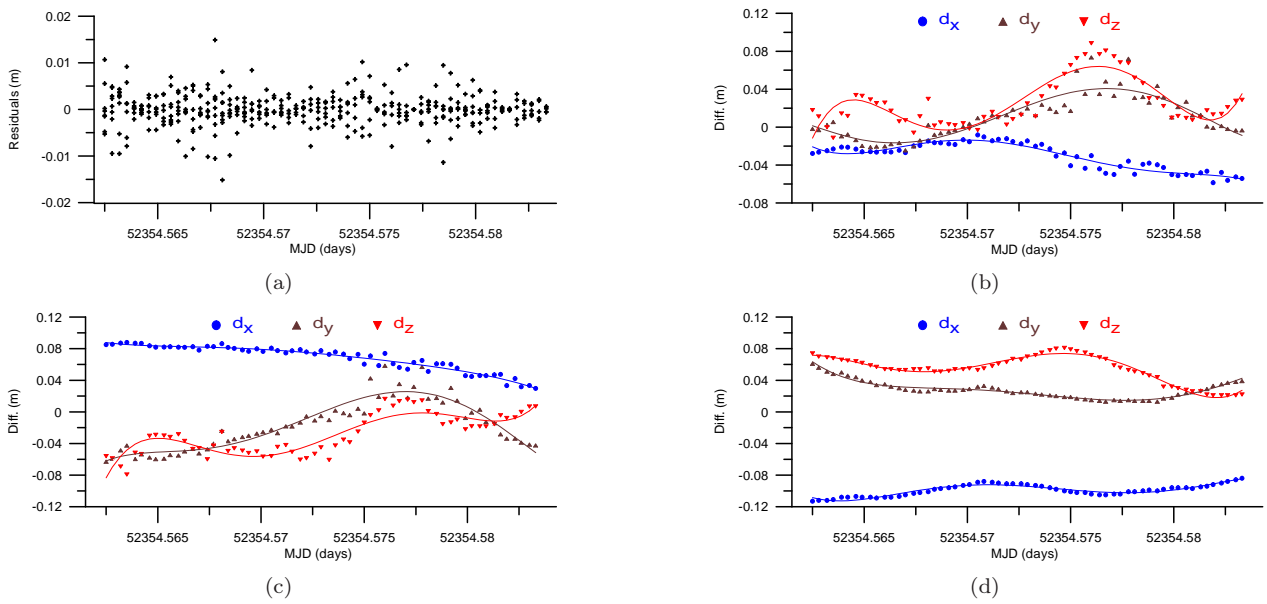 0.02
0.01
0
-0.01
-0.02
Residuals (m)
52354.565 52354.57 52354.575 52354.58
MJD (days)
(a)
0.12
0.08
0.04
0
-0.04
-0.08
Diff. (m)
dx dy dz
52354.565 52354.57 52354.575 52354.58
MJD (days)
(b)
0.12
0.08
0.04
0
-0.04
-0.08
-0.12
Diff. (m)
dx dy dz
52354.565 52354.57 52354.575 52354.58
MJD (days)
(c)
0.12
0.08
0.04
0
-0.04
-0.08
-0.12
Diff. (m)
dx dy dz
52354.565 52354.57 52354.575 52354.58
MJD (days)
(d)